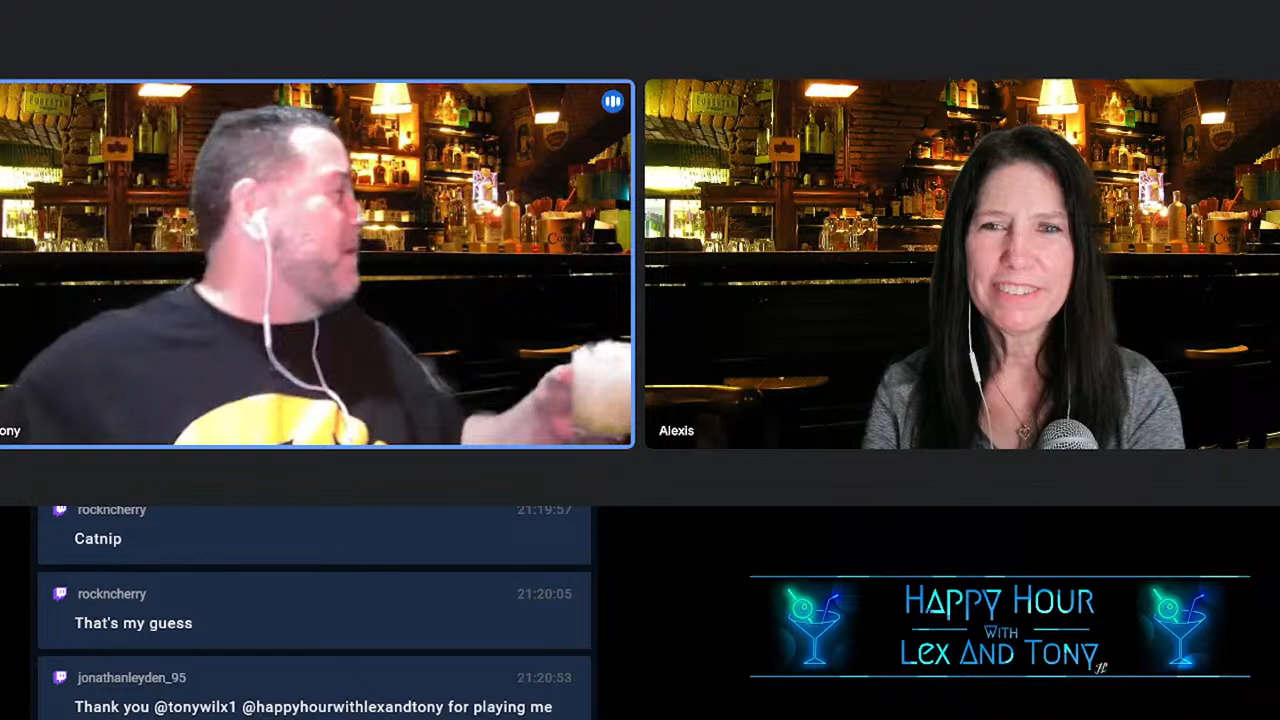 ony
Alexis
rockncherry 21:19:57
Catnip
rockncherry 21:20:05
That's my guess
jonathanleyden_95 21:20:53
Thank you @tonywilx1 @happyhourwithlexandtony for playing me
HAPPY HOUR
WITH
LEX AND TONY